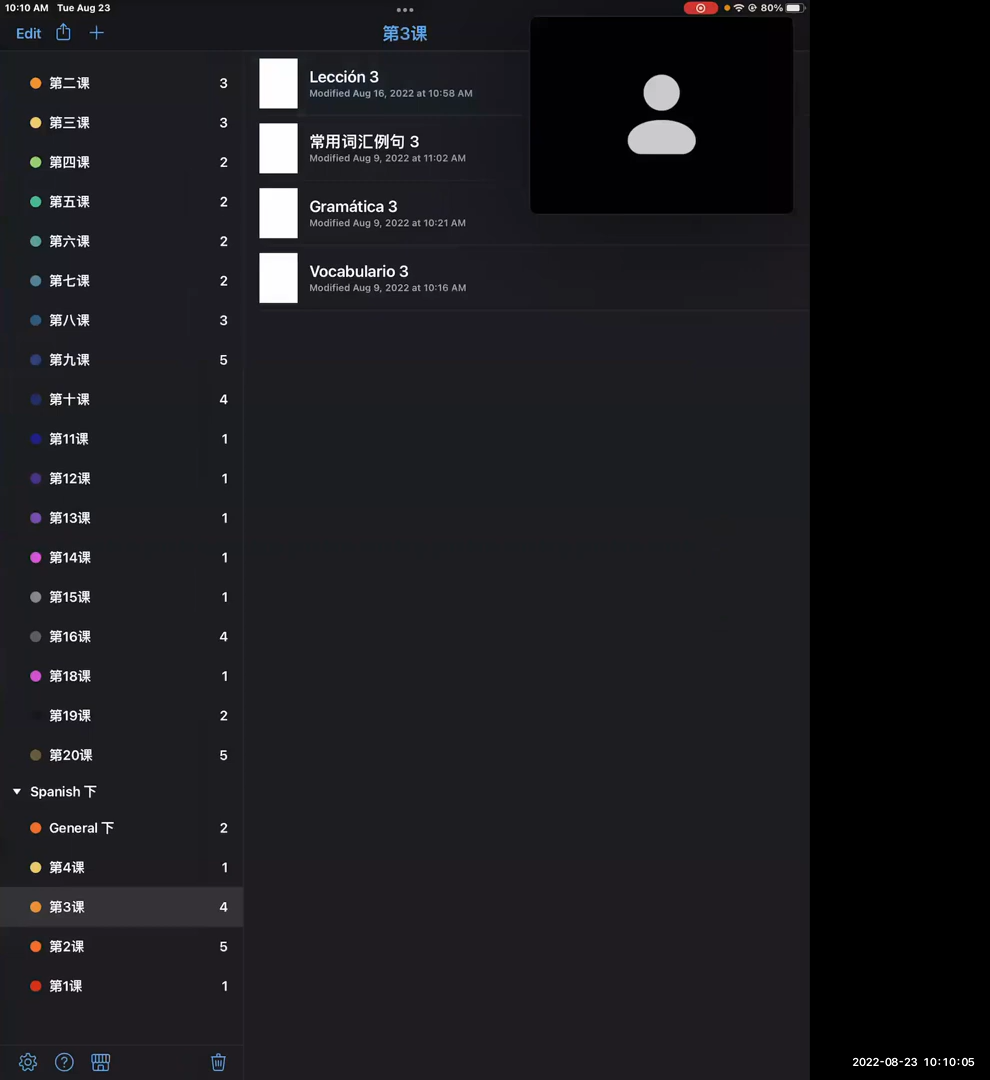 10:10 AM Tue Aug 23
80%
Edit
第3课
第二课 3
第三课 3
第四课 2
第五课 2
第六课 2
第七课 2
第八课 3
第九课 5
第十课 4
第11课 1
第12课 1
第13课 1
第14课 1
第15课 1
第16课 4
第18课 1
第19课 2
第20课 5
Spanish 下
General 下 2
第4课 1
第3课 4
第2课 5
第1课 1
Lección 3
Modified Aug 16, 2022 at 10:58 AM
常用词汇例句 3
Modified Aug 9, 2022 at 11:02 AM
Gramática 3
Modified Aug 9, 2022 at 10:21 AM
Vocabulario 3
Modified Aug 9, 2022 at 10:16 AM
2022-08-23 10:10:05